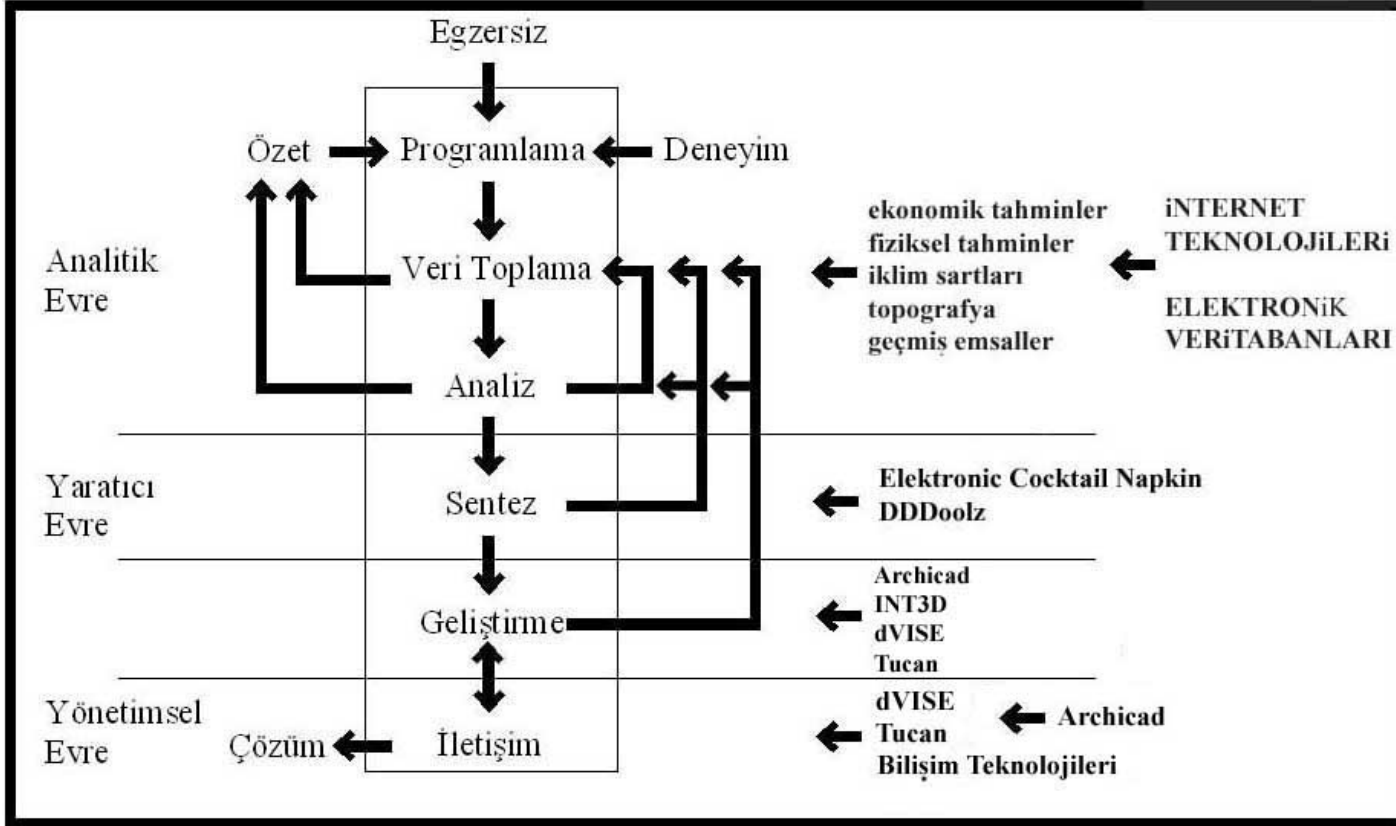 Egzersiz
Özet
Programlama
Deneyim
Analitik
Evre
Veri Toplama
ekonomik tahminler
fiziksel tahminler
iklim sartları
topografya
geçmiş emsaller
iNTERNET
TEKNOLOJiLERi
ELEKTRONiK
VERiTABANLARI
Analiz
Yaratıcı
Evre
Sentez
Elektronic Cocktail Napkin
DDDoolz
Geliştirme
Archicad
INT3D
dVISE
Tucan
Yönetimsel
Evre
Çözüm
İletişim
dVISE
Tucan
Bilişim Teknolojileri
Archicad